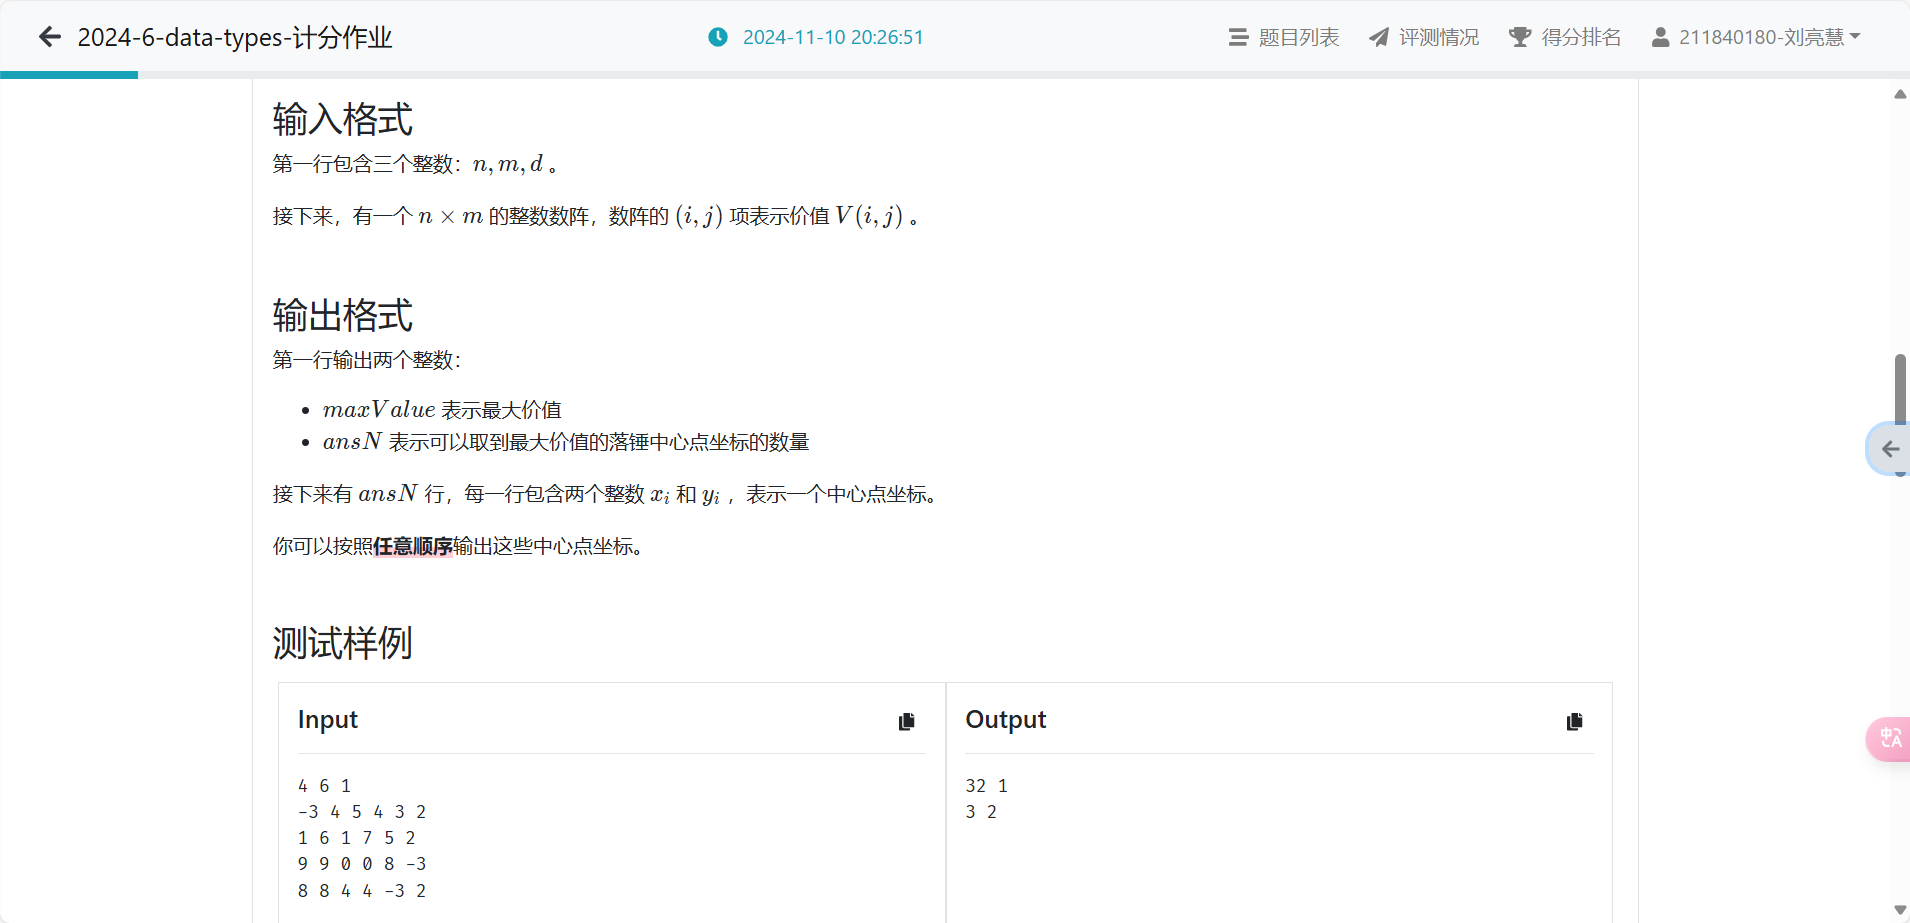 2024-6-data-types-计分作业
2024-11-10 20:26:51
题目列表
评测情况
得分排名
211840180-刘亮慧
输入格式
第一行包含三个整数：n, m, d 。
接下来，有一个 n × m 的整数数阵，数阵的 (i, j) 项表示价值 V(i, j) 。
输出格式
第一行输出两个整数：
• maxValue 表示最大价值
• ansN 表示可以取到最大价值的落锤中心点坐标的数量
接下来有 ansN 行，每一行包含两个整数 xᵢ 和 yᵢ ，表示一个中心点坐标。
你可以按照任意顺序输出这些中心点坐标。
测试样例
Input
4 6 1
-3 4 5 4 3 2
1 6 1 7 5 2
9 9 0 0 8 -3
8 8 4 4 -3 2
Output
32 1
3 2
中A